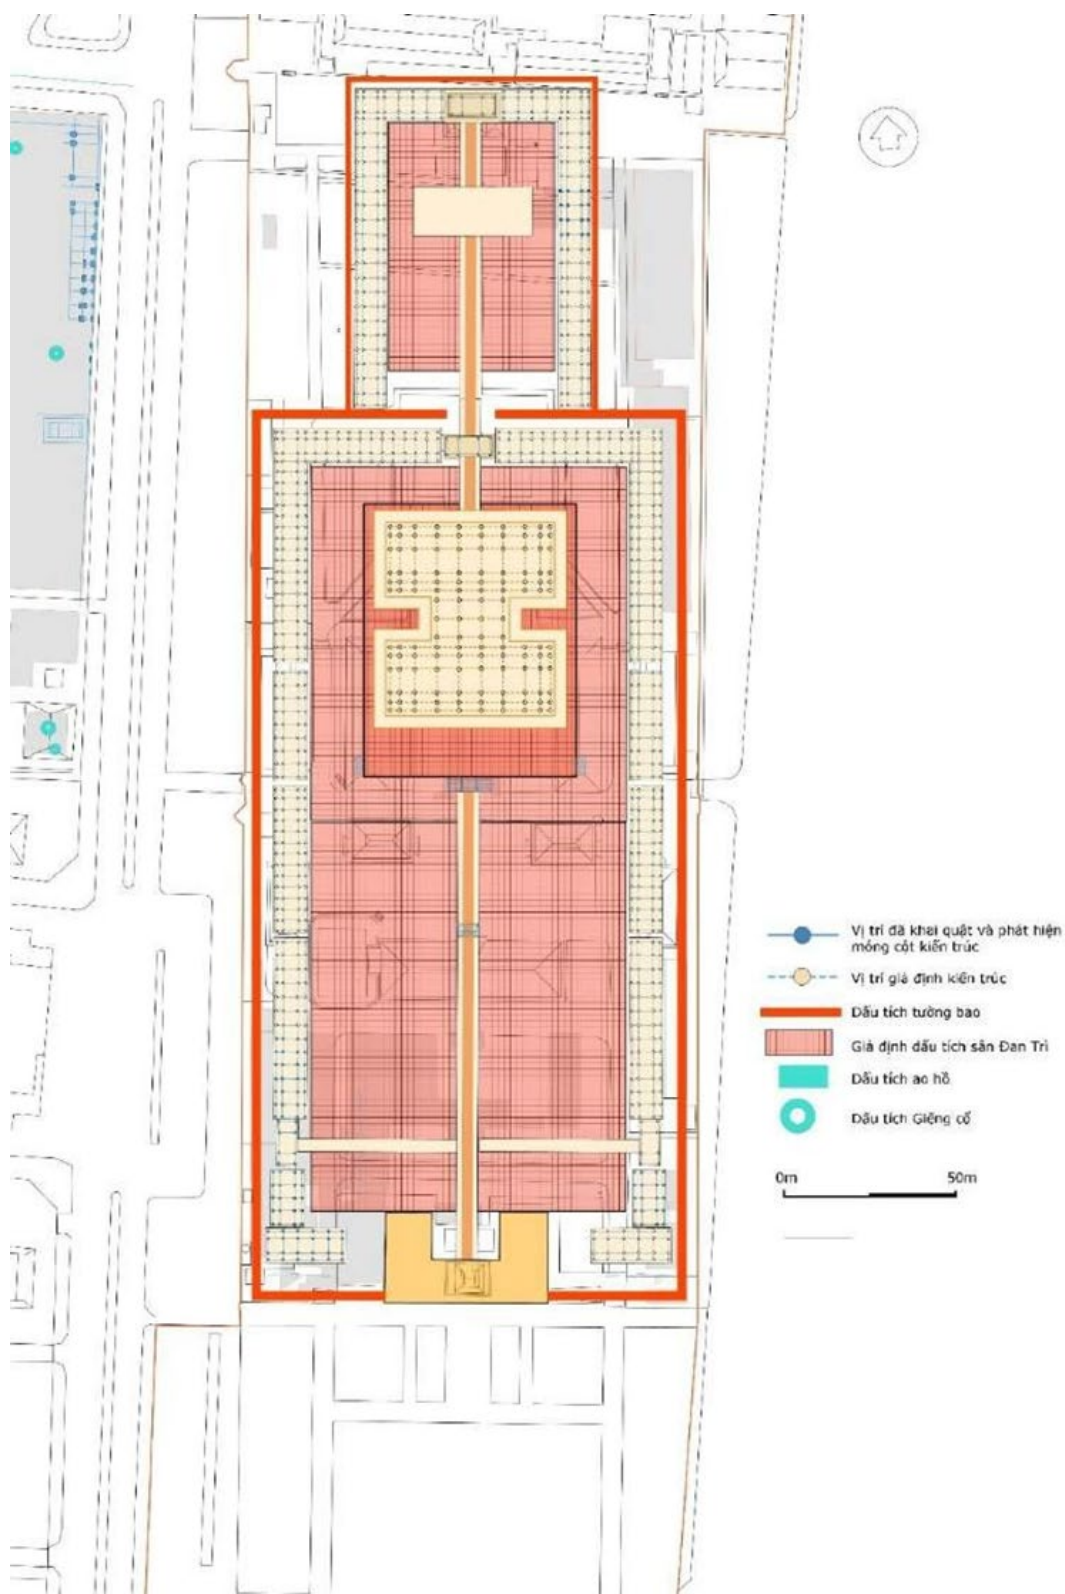 Vị trí đã khai quật và phát hiện
móng cột kiến trúc
Vị trí giả định kiến trúc
Dấu tích tường bao
Giả định dấu tích sân Đan Trì
Dấu tích ao hồ
Dấu tích Giếng cổ
0m 50m